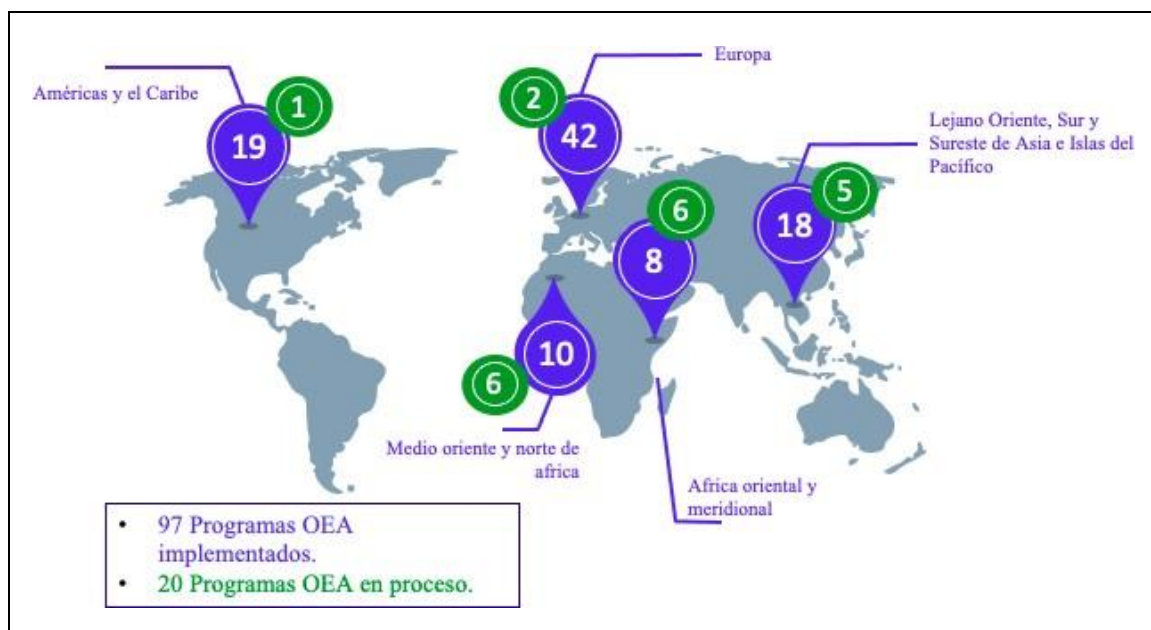 Europa
Américas y el Caribe
1
19
2
42
Lejano Oriente, Sur y
Sureste de Asia e Islas del
Pacífico
5
18
6
8
10
6
Medio oriente y norte de
africa
Africa oriental y
meridional
• 97 Programas OEA
implementados.
• 20 Programas OEA en proceso.